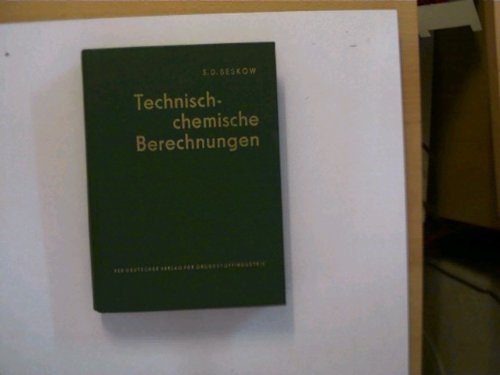 S. D. BESKOW
Technisch-
chemische
Berechnungen
VEB DEUTSCHER VERLAG FÜR GRUNDSTOFFINDUSTRIE